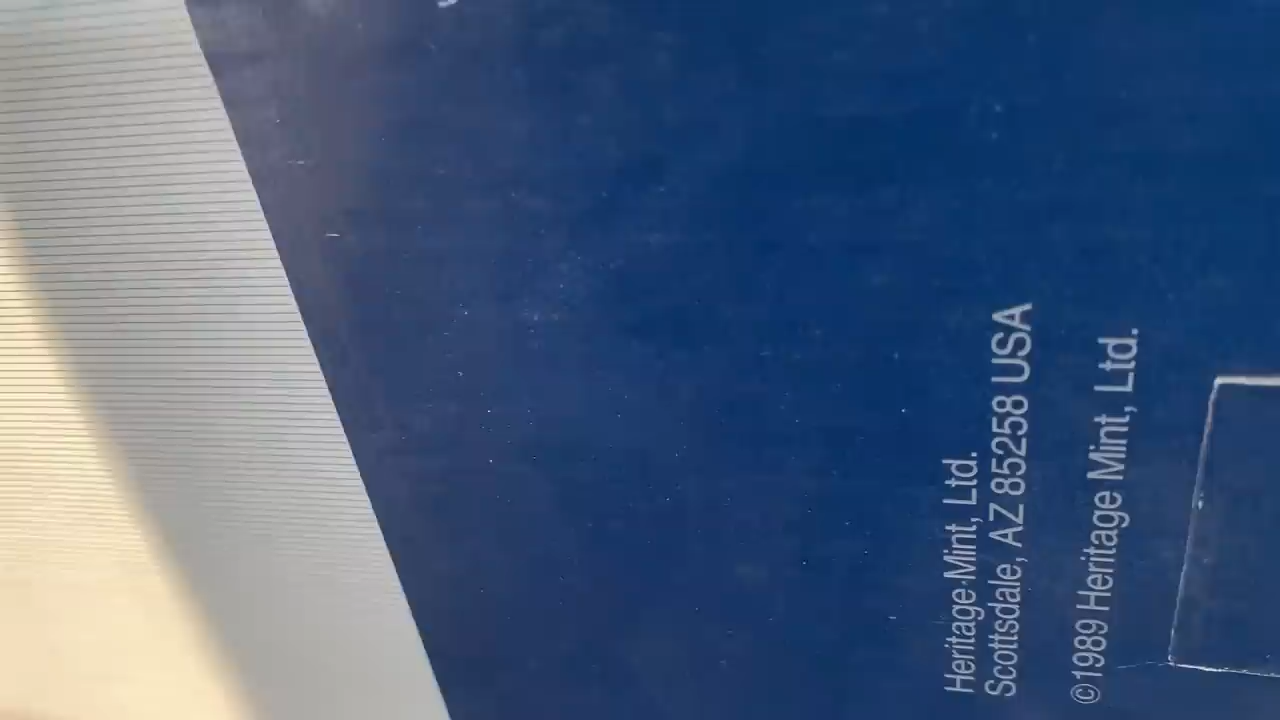 Heritage Mint, Ltd.
Scottsdale, AZ 85258 USA
©1989 Heritage Mint, Ltd.